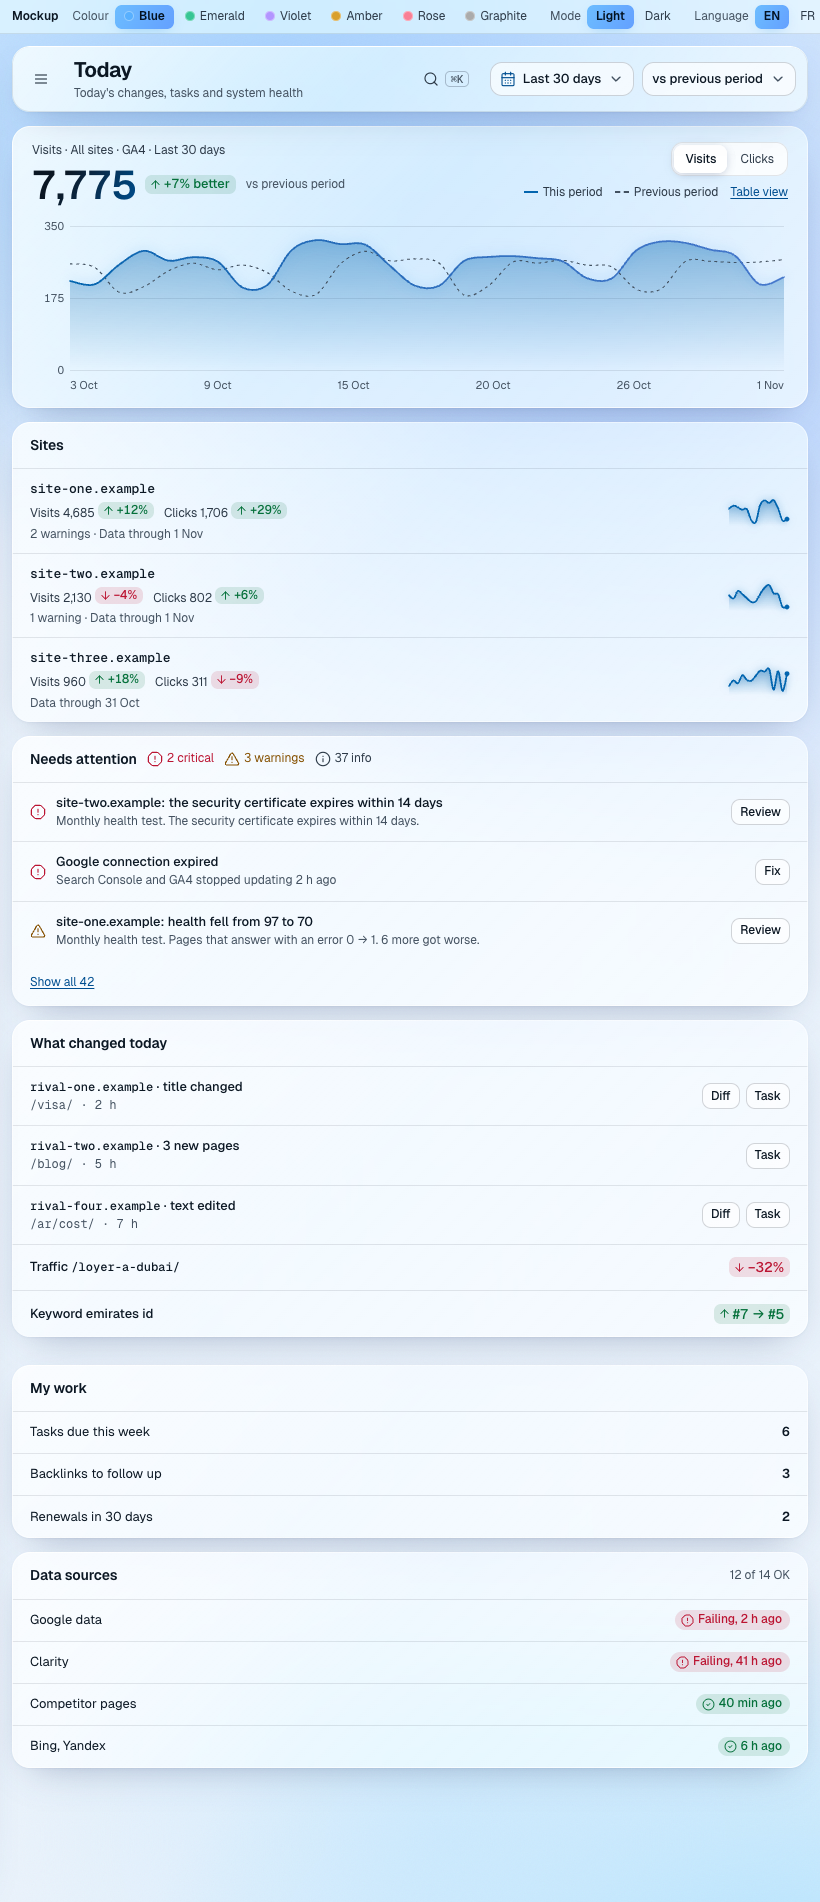 Mockup Colour Blue Emerald Violet Amber Rose Graphite Mode Light Dark Language EN FR
Today
Today's changes, tasks and system health
⌘K
Last 30 days
vs previous period
Visits · All sites · GA4 · Last 30 days
7,775 ↑ +7% better vs previous period
Visits Clicks
This period Previous period Table view
350
175
0
3 Oct 9 Oct 15 Oct 20 Oct 26 Oct 1 Nov
Sites
site-one.example
Visits 4,685 ↑ +12% Clicks 1,706 ↑ +29%
2 warnings · Data through 1 Nov
site-two.example
Visits 2,130 ↓ −4% Clicks 802 ↑ +6%
1 warning · Data through 1 Nov
site-three.example
Visits 960 ↑ +18% Clicks 311 ↓ −9%
Data through 31 Oct
Needs attention 2 critical 3 warnings 37 info
site-two.example: the security certificate expires within 14 days
Monthly health test. The security certificate expires within 14 days.
Review
Google connection expired
Search Console and GA4 stopped updating 2 h ago
Fix
site-one.example: health fell from 97 to 70
Monthly health test. Pages that answer with an error 0 → 1. 6 more got worse.
Review
Show all 42
What changed today
rival-one.example · title changed
/visa/ · 2 h
Diff Task
rival-two.example · 3 new pages
/blog/ · 5 h
Task
rival-four.example · text edited
/ar/cost/ · 7 h
Diff Task
Traffic /loyer-a-dubai/ ↓ −32%
Keyword emirates id ↑ #7 → #5
My work
Tasks due this week 6
Backlinks to follow up 3
Renewals in 30 days 2
Data sources 12 of 14 OK
Google data Failing, 2 h ago
Clarity Failing, 41 h ago
Competitor pages 40 min ago
Bing, Yandex 6 h ago